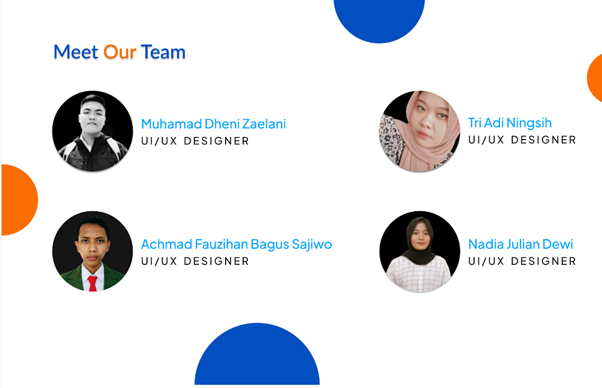 Meet Our Team
Muhamad Dheni Zaelani
UI/UX DESIGNER
Tri Adi Ningsih
UI/UX DESIGNER
Achmad Fauzihan Bagus Sajiwo
UI/UX DESIGNER
Nadia Julian Dewi
UI/UX DESIGNER